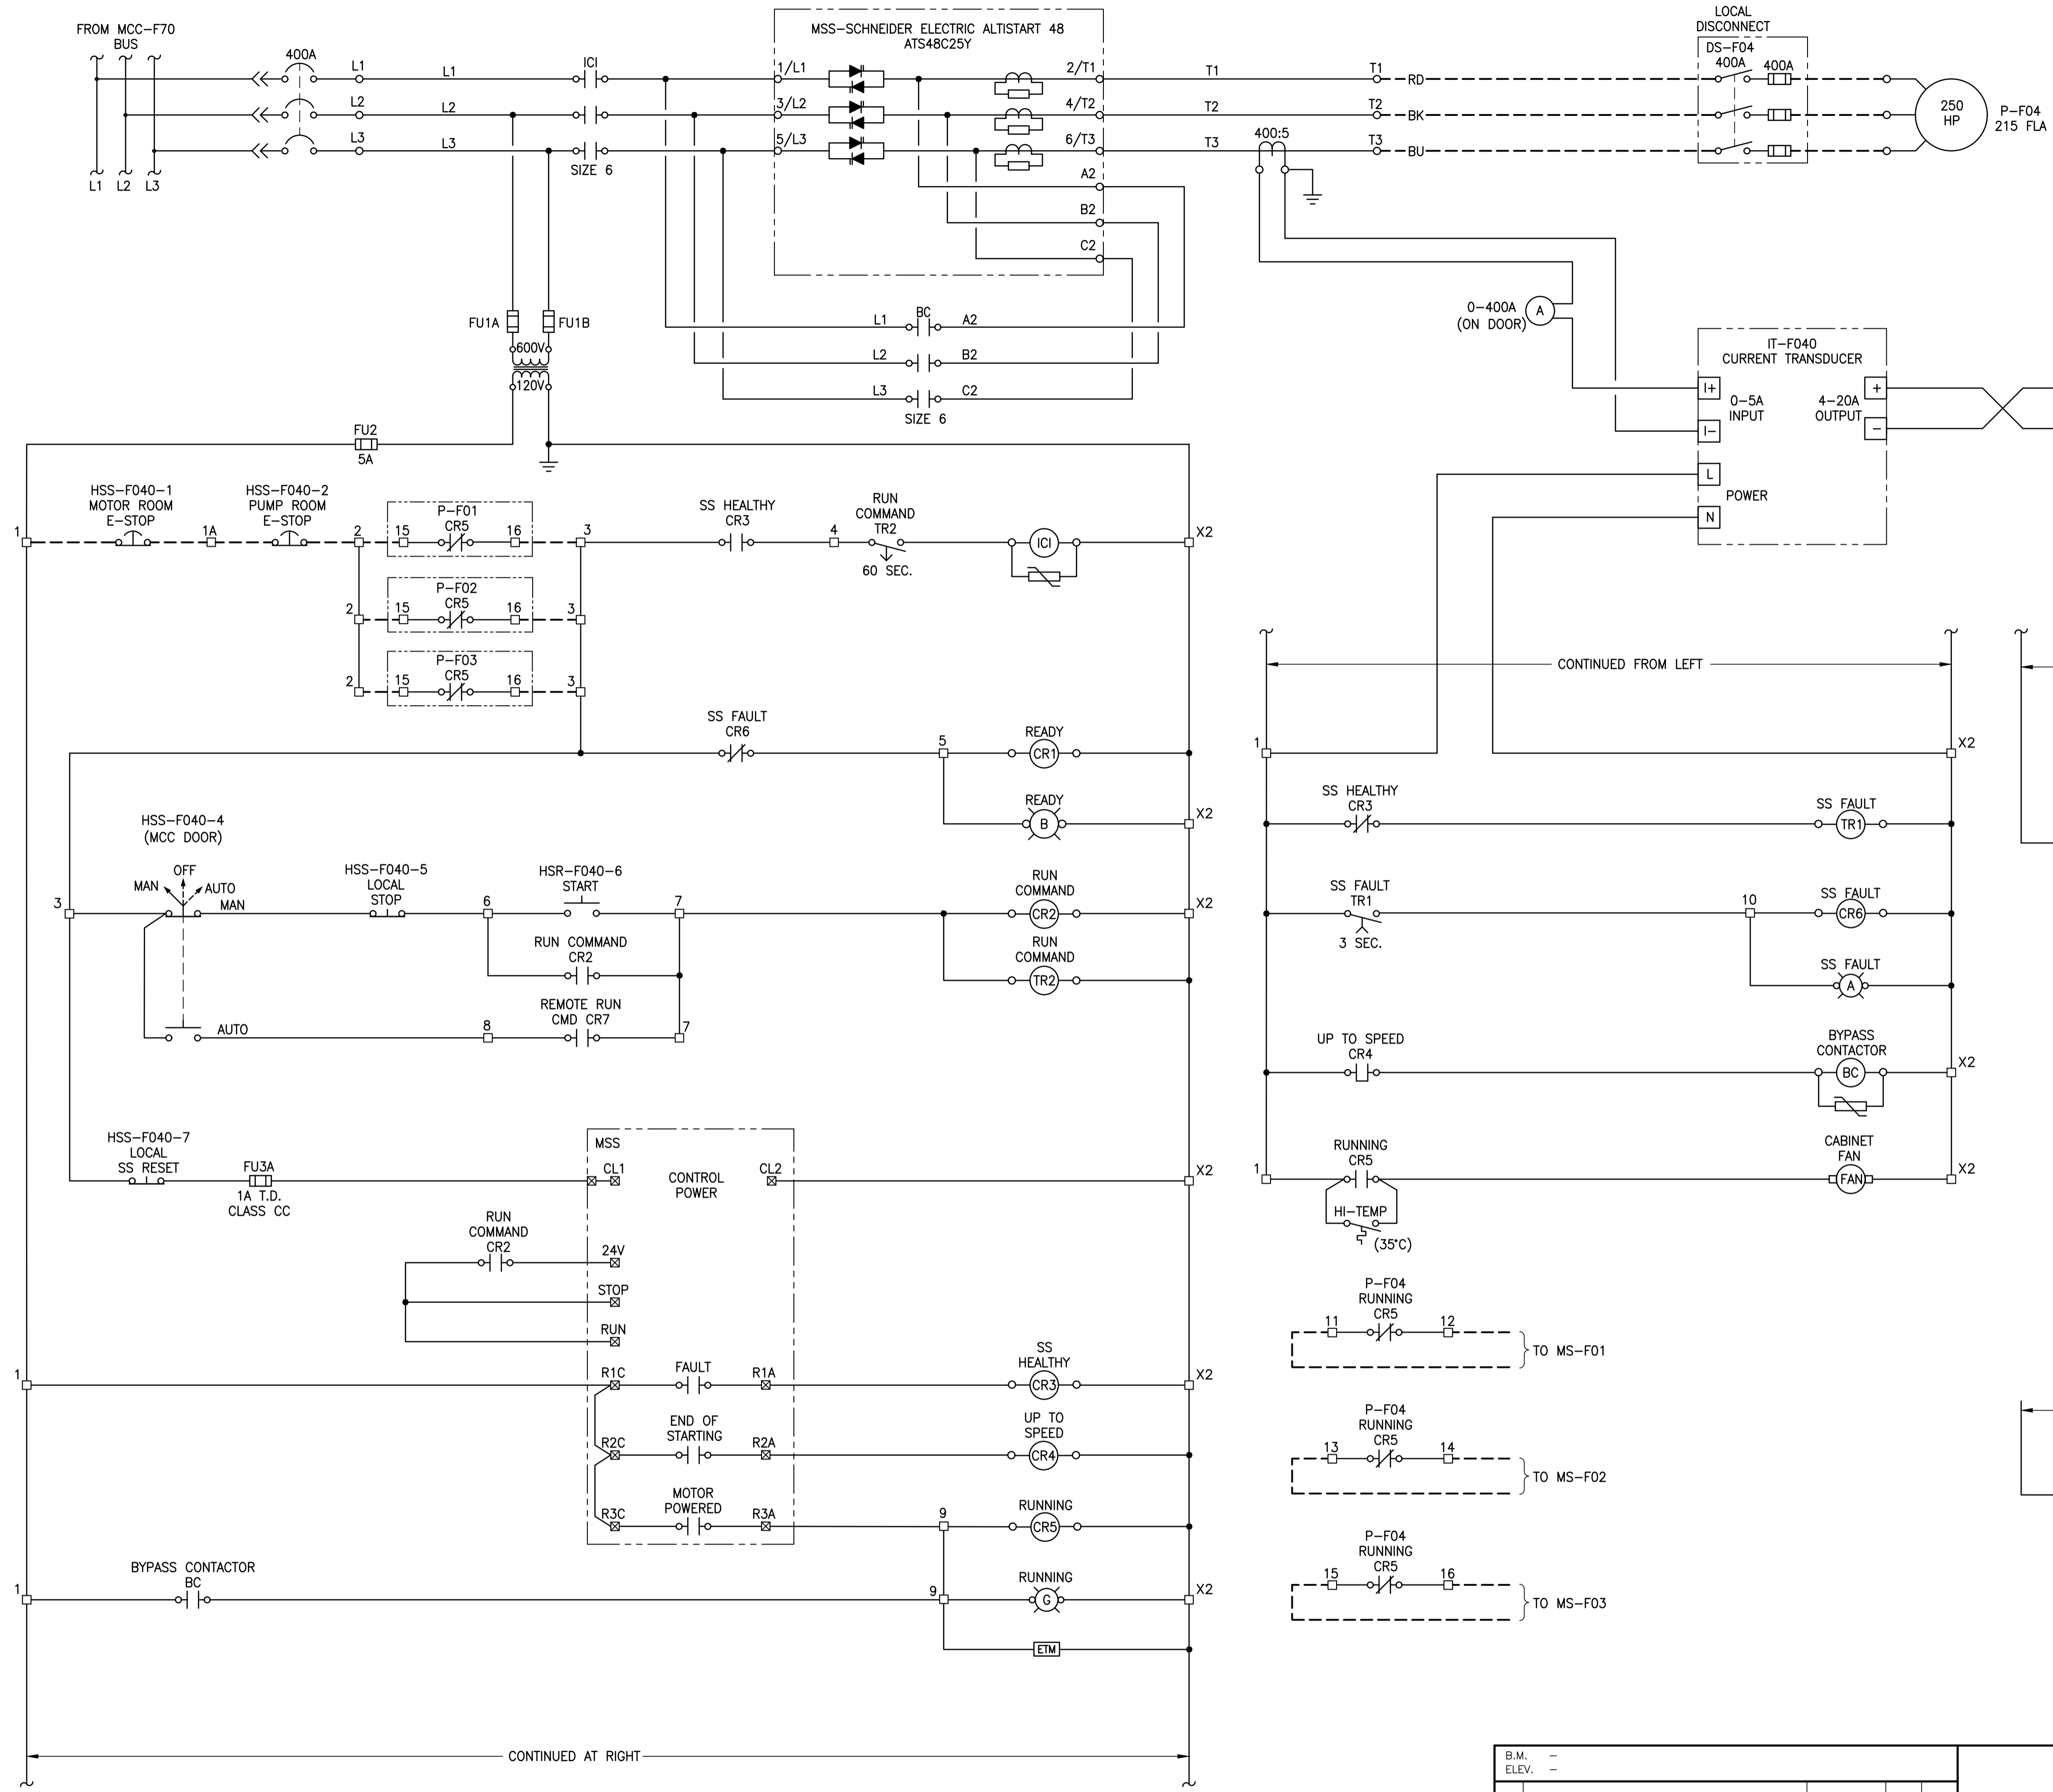 FROM MCC-F70
BUS
400A
L1
L1
L2
L2
L3
L3
L1 L2 L3
ICI
SIZE 6
MSS-SCHNEIDER ELECTRIC ALTISTART 48
ATS48C25Y
1/L1
2/T1
3/L2
4/T2
5/L3
6/T3
A2
B2
C2
T1
T2
T3
400:5
T1
RD
T2
BK
T3
BU
LOCAL
DISCONNECT
DS-F04
400A
400A
250
HP
P-F04
215 FLA
FU1A
FU1B
600V
120V
BC
L1
A2
L2
B2
L3
C2
SIZE 6
0-400A
(ON DOOR)
A
IT-F040
CURRENT TRANSDUCER
I+
0-5A
INPUT
I-
4-20A
OUTPUT
+
-
L
POWER
N
FU2
5A
1
HSS-F040-1
MOTOR ROOM
E-STOP
1A
HSS-F040-2
PUMP ROOM
E-STOP
2
P-F01
CR5
15
16
3
SS HEALTHY
CR3
4
RUN
COMMAND
TR2
60 SEC.
ICI
X2
2
P-F02
CR5
15
16
3
2
P-F03
CR5
15
16
3
SS FAULT
CR6
5
READY
CR1
READY
B
X2
HSS-F040-4
(MCC DOOR)
OFF
MAN
AUTO
MAN
3
HSS-F040-5
LOCAL
STOP
6
HSR-F040-6
START
7
RUN
COMMAND
CR2
X2
RUN COMMAND
CR2
RUN
COMMAND
TR2
REMOTE RUN
CMD CR7
AUTO
8
7
HSS-F040-7
LOCAL
SS RESET
FU3A
1A T.D.
CLASS CC
MSS
CL1
CONTROL
POWER
CL2
X2
RUN
COMMAND
CR2
24V
STOP
RUN
1
R1C
FAULT
R1A
SS
HEALTHY
CR3
X2
R2C
END OF
STARTING
R2A
UP TO
SPEED
CR4
R3C
MOTOR
POWERED
R3A
9
RUNNING
CR5
1
BYPASS CONTACTOR
BC
9
RUNNING
G
X2
ETM
CONTINUED AT RIGHT
CONTINUED FROM LEFT
1
X2
SS HEALTHY
CR3
SS FAULT
TR1
SS FAULT
TR1
3 SEC.
10
SS FAULT
CR6
SS FAULT
A
UP TO SPEED
CR4
BYPASS
CONTACTOR
BC
X2
1
RUNNING
CR5
HI-TEMP
(35°C)
CABINET
FAN
FAN
X2
P-F04
RUNNING
CR5
11
12
TO MS-F01
P-F04
RUNNING
CR5
13
14
TO MS-F02
P-F04
RUNNING
CR5
15
16
TO MS-F03
B.M. -
ELEV. -